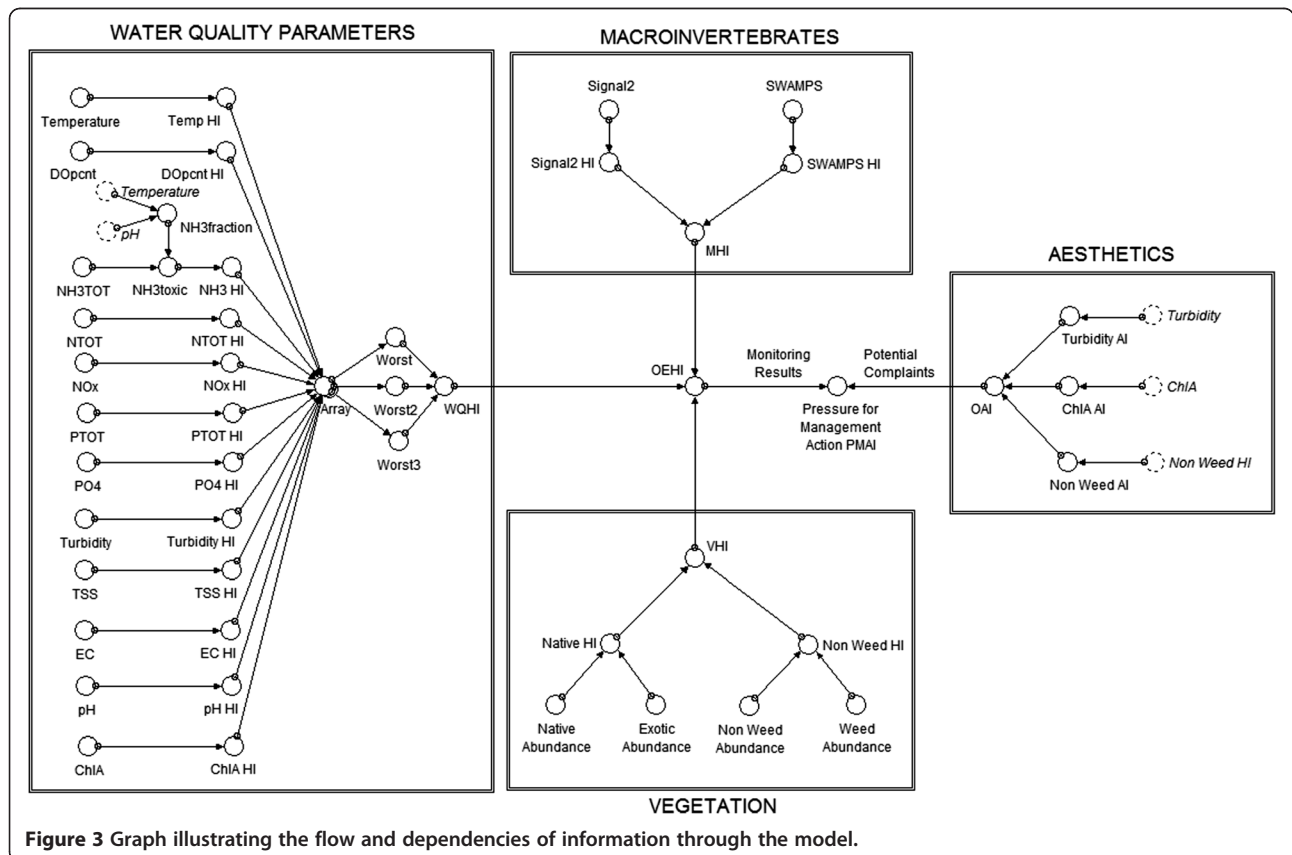 WATER QUALITY PARAMETERS
Temperature
Temp HI
DOpcnt
DOpcnt HI
Temperature
pH
NH3fraction
NH3TOT
NH3toxic
NH3 HI
NTOT
NTOT HI
NOx
NOx HI
PTOT
PTOT HI
PO4
PO4 HI
Turbidity
Turbidity HI
TSS
TSS HI
EC
EC HI
pH
pH HI
ChlA
ChlA HI
Array
Worst
Worst2
Worst3
WQHI
MACROINVERTEBRATES
Signal2
SWAMPS
Signal2 HI
SWAMPS HI
MHI
OEHI
Monitoring
Results
Potential
Complaints
Pressure for
Management
Action PMAI
AESTHETICS
Turbidity
Turbidity AI
ChlA
ChlA AI
OAI
Non Weed HI
Non Weed AI
VHI
Native HI
Non Weed HI
Native
Abundance
Exotic
Abundance
Non Weed
Abundance
Weed
Abundance
VEGETATION
Figure 3 Graph illustrating the flow and dependencies of information through the model.